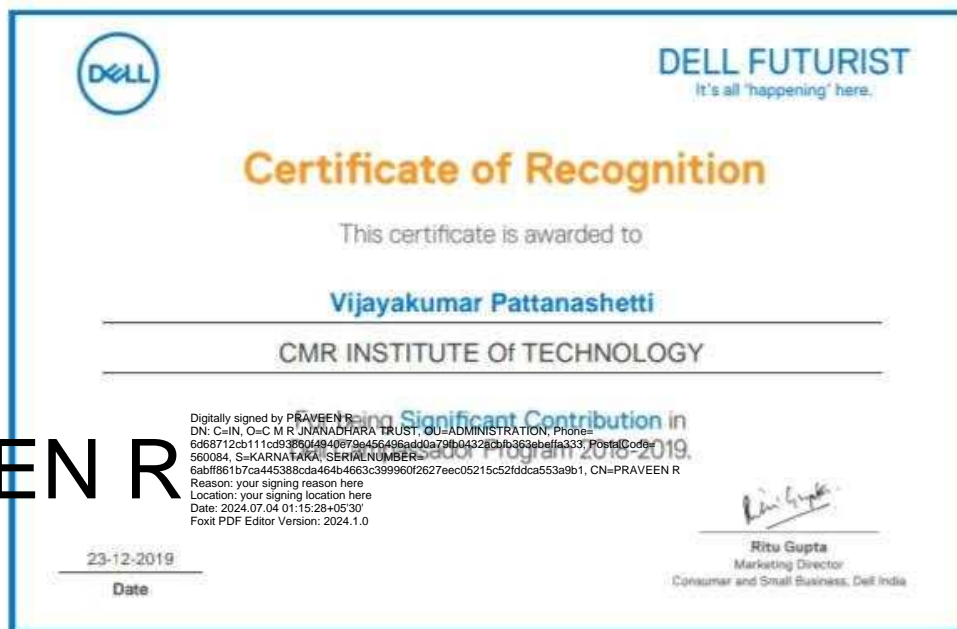 DELL
DELL FUTURIST
It's all 'happening' here.
Certificate of Recognition
This certificate is awarded to
Vijayakumar Pattanashetti
CMR INSTITUTE Of TECHNOLOGY
being Significant Contribution in
Program 2018-2019.
EN R
Digitally signed by PRAVEEN R
DN: C=IN, O=C M R JNANADHARA TRUST, OU=ADMINISTRATION, Phone=
6d68712cb111cd93860f4940e79e456496add0a79fb0432acbfb363ebeffa333, PostalCode=
560084, S=KARNATAKA, SERIALNUMBER=
6abff861b7ca445388cda464b4663c399960f2627eec05215c52fddca553a9b1, CN=PRAVEEN R
Reason: your signing reason here
Location: your signing location here
Date: 2024.07.04 01:15:28+05'30'
Foxit PDF Editor Version: 2024.1.0
Ritu Gupta
Ritu Gupta
Marketing Director
Consumer and Small Business, Dell India
23-12-2019
Date